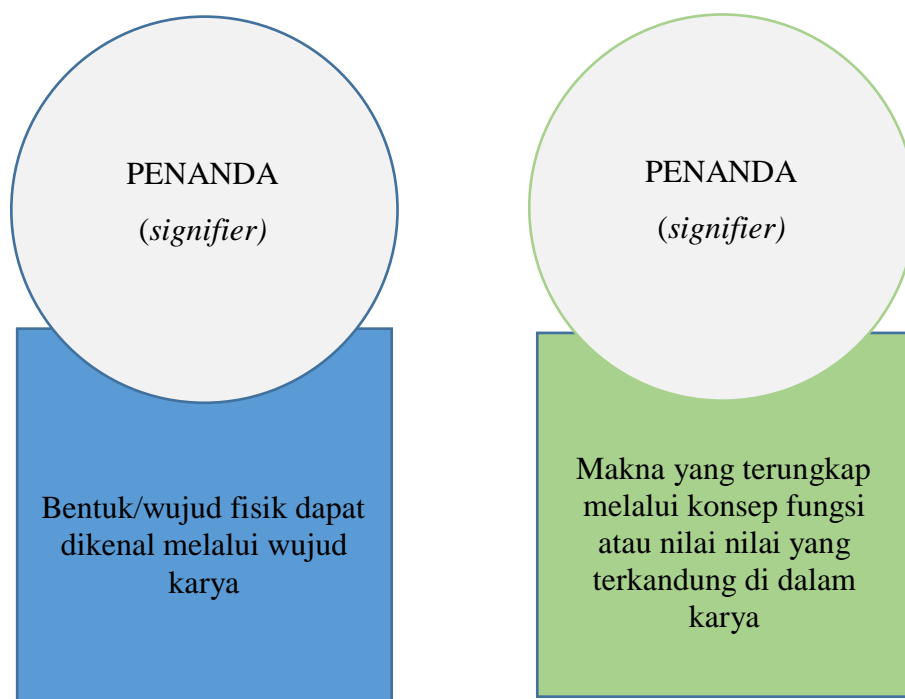 PENANDA
(signifier)
Bentuk/wujud fisik dapat
dikenal melalui wujud
karya
PENANDA
(signifier)
Makna yang terungkap
melalui konsep fungsi
atau nilai nilai yang
terkandung di dalam
karya